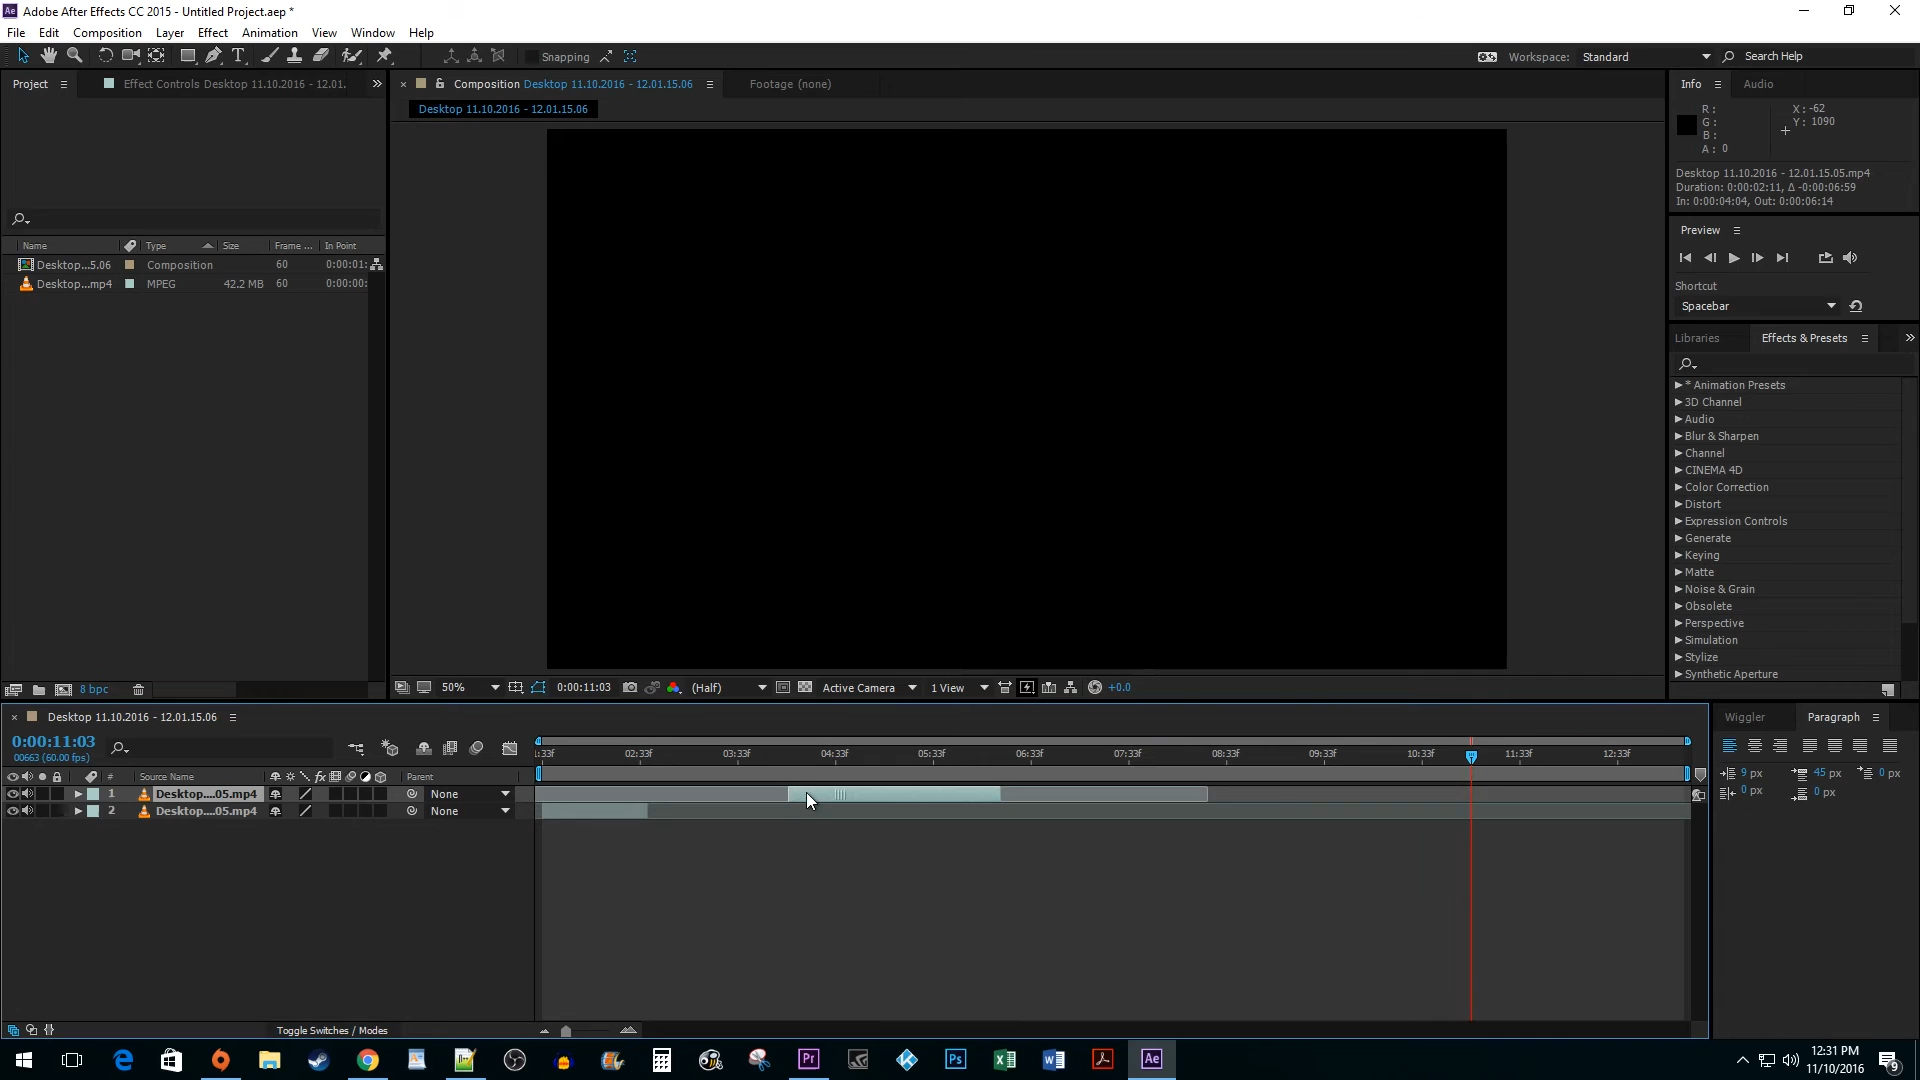 Ae Adobe After Effects CC 2015 - Untitled Project.aep *
File Edit Composition Layer Effect Animation View Window Help
T Snapping Workspace: Standard Search Help
Project Effect Controls Desktop 11.10.2016 - 12.01. Composition Desktop 11.10.2016 - 12.01.15.06 Footage (none) Info Audio
Desktop 11.10.2016 - 12.01.15.06
R : X : -62
G : Y : 1090
B :
A : 0
Desktop 11.10.2016 - 12.01.15.05.mp4
Duration: 0:00:02:11, Δ -0:00:06:59
In: 0:00:04:04, Out: 0:00:06:14
Preview
Shortcut
Spacebar
Name Type Size Frame ... In Point
Desktop...5.06 Composition 60 0:00:01:
Desktop...mp4 MPEG 42.2 MB 60 0:00:00:
Libraries Effects & Presets
* Animation Presets
3D Channel
Audio
Blur & Sharpen
Channel
CINEMA 4D
Color Correction
Distort
Expression Controls
Generate
Keying
Matte
Noise & Grain
Obsolete
Perspective
Simulation
Stylize
Synthetic Aperture
8 bpc 50% 0:00:11:03 (Half) Active Camera 1 View +0.0
Desktop 11.10.2016 - 12.01.15.06 Wiggler Paragraph
0:00:11:03
00663 (60.00 fps)
1:33f 02:33f 03:33f 04:33f 05:33f 06:33f 07:33f 08:33f 09:33f 10:33f 11:33f 12:33f
# Source Name fx Parent
1 Desktop....05.mp4 None
2 Desktop....05.mp4 None
9 px 45 px 0 px
0 px 0 px
Toggle Switches / Modes
Pr Ps Ae
12:31 PM
11/10/2016
9